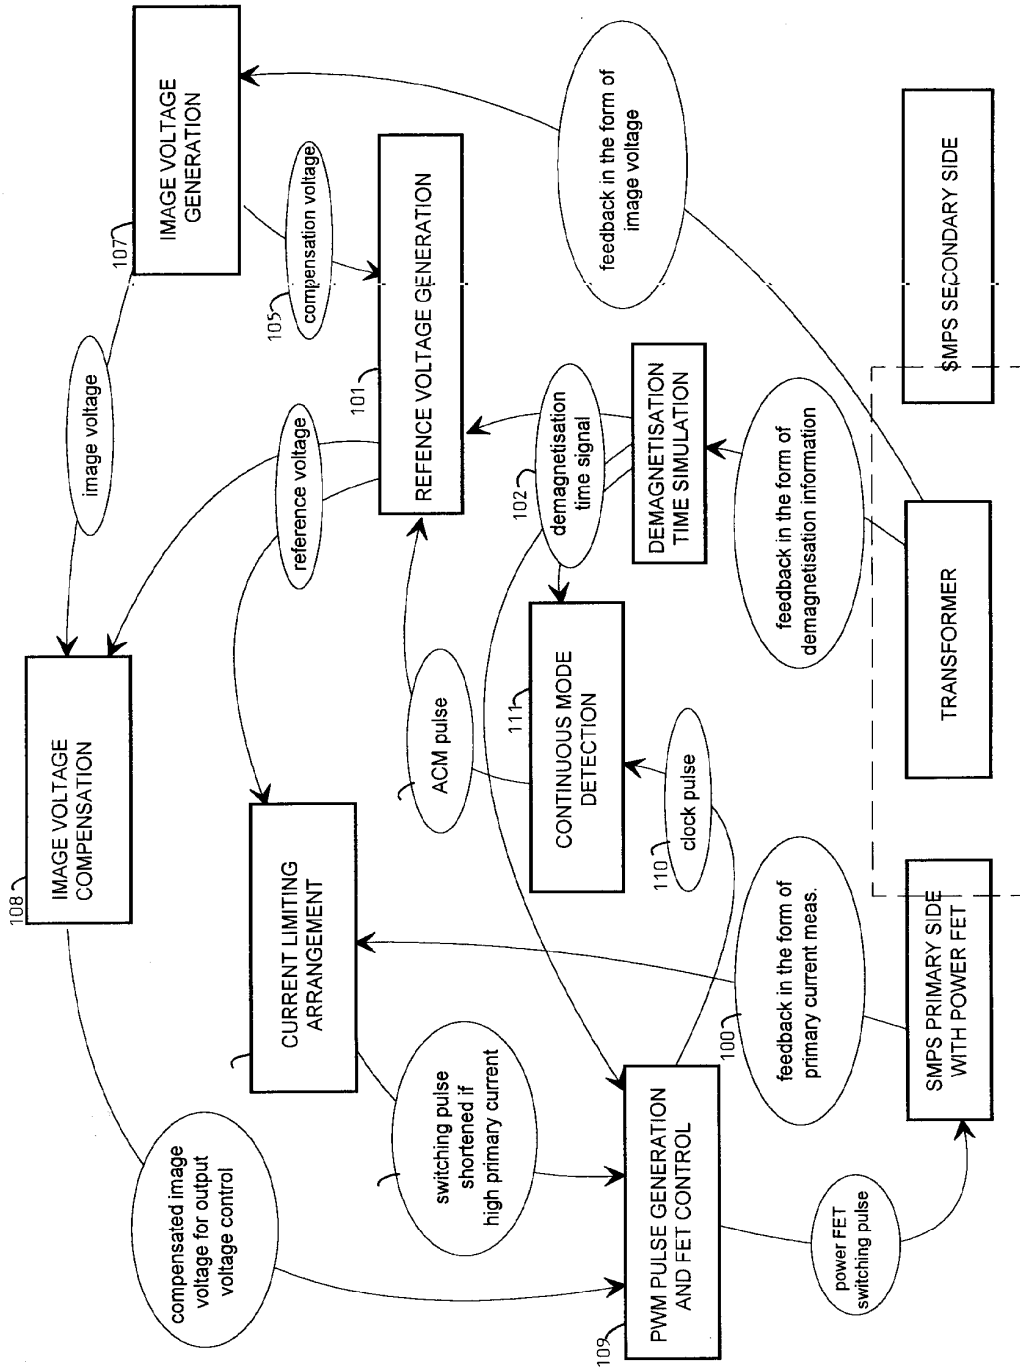 108
IMAGE VOLTAGE
COMPENSATION
image voltage
107
IMAGE VOLTAGE
GENERATION
compensated image
voltage for output
voltage control
CURRENT LIMITING
ARRANGEMENT
reference voltage
105
compensation voltage
switching pulse
shortened if
high primary current
ACM pulse
101
REFENCE VOLTAGE GENERATION
111
CONTINUOUS MODE
DETECTION
102
demagnetisation
time signal
109
PWM PULSE GENERATION
AND FET CONTROL
110
clock pulse
DEMAGNETISATION
TIME SIMULATION
feedback in the form of
image voltage
100
feedback in the form of
primary current meas.
feedback in the form of
demagnetisation information
power FET
switching pulse
SMPS PRIMARY SIDE
WITH POWER FET
TRANSFORMER
SMPS SECONDARY SIDE